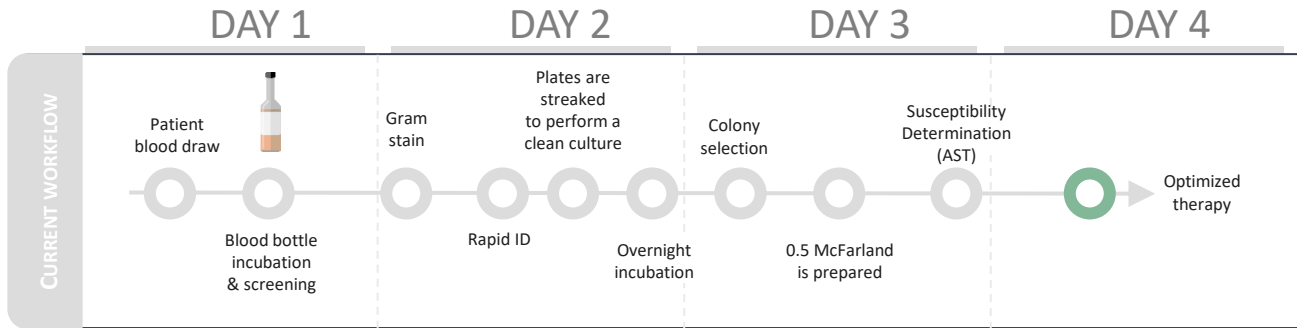 DAY 1
DAY 2
DAY 3
DAY 4
CURRENT WORKFLOW
Patient
blood draw
Blood bottle
incubation
& screening
Gram
stain
Rapid ID
Plates are
streaked
to perform a
clean culture
Overnight
incubation
Colony
selection
0.5 McFarland
is prepared
Susceptibility
Determination
(AST)
Optimized
therapy